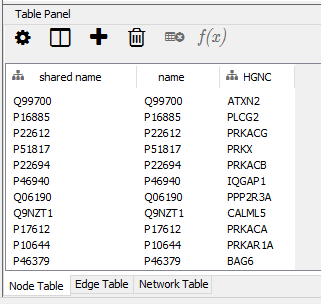 Table Panel
f(x)
shared name name HGNC
Q99700 Q99700 ATXN2
P16885 P16885 PLCG2
P22612 P22612 PRKACG
P51817 P51817 PRKX
P22694 P22694 PRKACB
P46940 P46940 IQGAP1
Q06190 Q06190 PPP2R3A
Q9NZT1 Q9NZT1 CALML5
P17612 P17612 PRKACA
P10644 P10644 PRKAR1A
P46379 P46379 BAG6
Node Table Edge Table Network Table